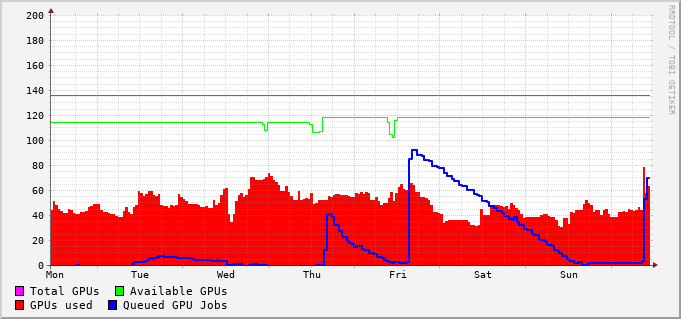 200
180
160
140
120
100
80
60
40
20
0
Mon Tue Wed Thu Fri Sat Sun
Total GPUs Available GPUs
GPUs used Queued GPU Jobs
RRDTOOL / TOBI OETIKER